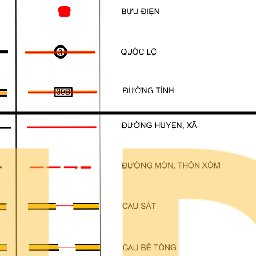 BƯU ĐIỆN
QUỐC LỘ
ĐƯỜNG TỈNH
ĐƯỜNG HUYỆN, XÃ
ĐƯỜNG MÒN, THÔN XÓM
CẦU SẮT
CẦU BÊ TÔNG